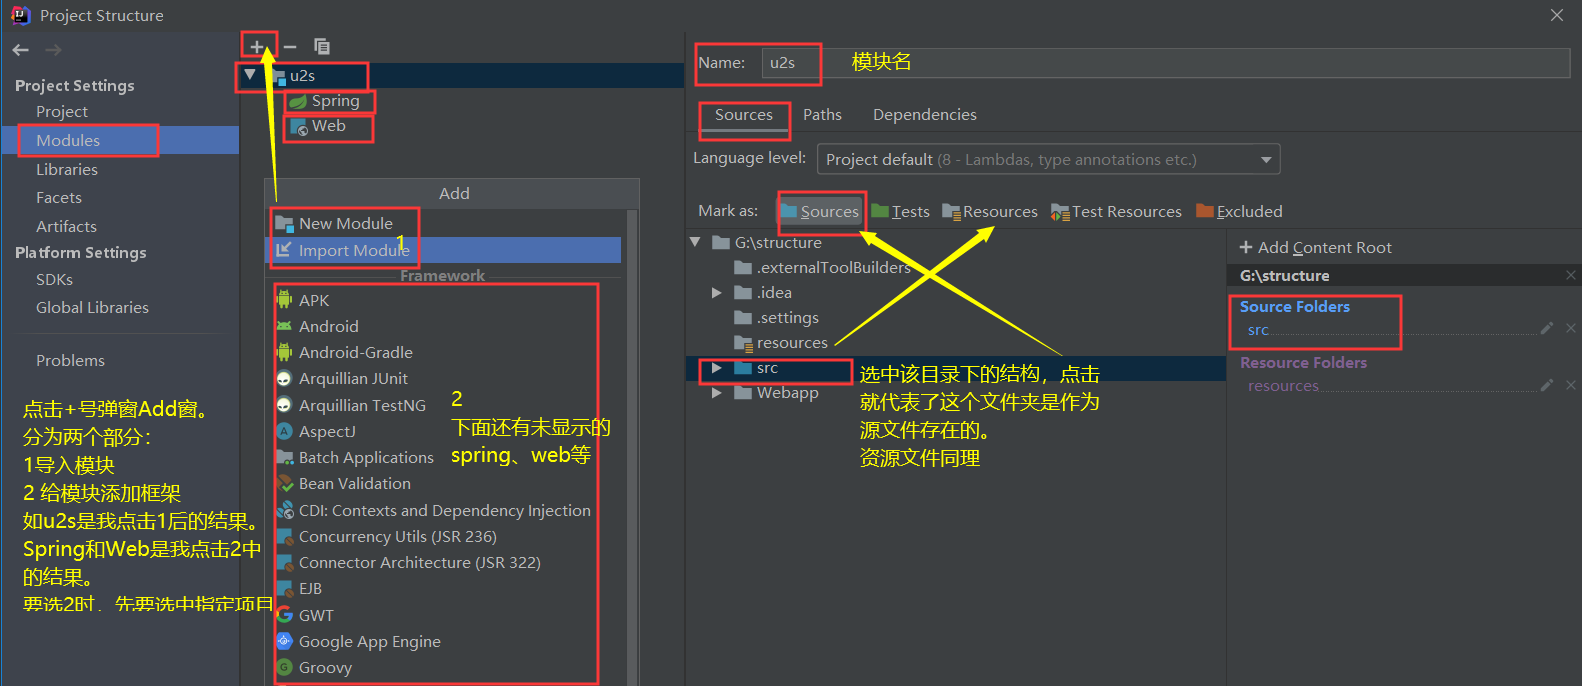 Project Structure
Project Settings
Project
Modules
Libraries
Facets
Artifacts
Platform Settings
SDKs
Global Libraries
Problems
点击+号弹窗Add窗。
分为两个部分：
1导入模块
2 给模块添加框架
如u2s是我点击1后的结果。
Spring和Web是我点击2中
的结果。
要选2时，先要选中指定项目
u2s
Spring
Web
Add
New Module
Import Module
1
Framework
APK
Android
Android-Gradle
Arquillian JUnit
Arquillian TestNG
AspectJ
Batch Applications
Bean Validation
CDI: Contexts and Dependency Injection
Concurrency Utils (JSR 236)
Connector Architecture (JSR 322)
EJB
GWT
Google App Engine
Groovy
2
下面还有未显示的
spring、web等
Name: u2s 模块名
Sources Paths Dependencies
Language level: Project default (8 - Lambdas, type annotations etc.)
Mark as: Sources Tests Resources Test Resources Excluded
G:\structure
.externalToolBuilders
.idea
.settings
resources
src
Webapp
选中该目录下的结构，点击
就代表了这个文件夹是作为
源文件存在的。
资源文件同理
+ Add Content Root
G:\structure
Source Folders
src
Resource Folders
resources